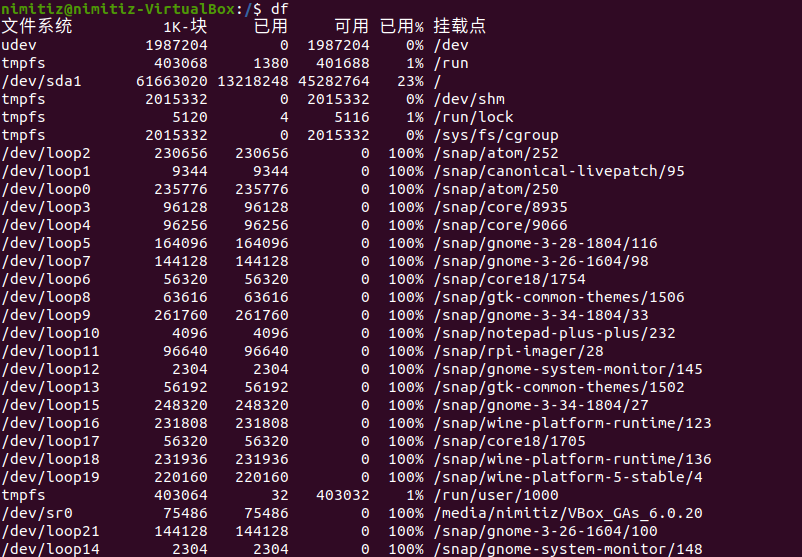 nimitiz@nimitiz-VirtualBox:/$ df
文件系统 1K-块 已用 可用 已用% 挂载点
udev 1987204 0 1987204 0% /dev
tmpfs 403068 1380 401688 1% /run
/dev/sda1 61663020 13218248 45282764 23% /
tmpfs 2015332 0 2015332 0% /dev/shm
tmpfs 5120 4 5116 1% /run/lock
tmpfs 2015332 0 2015332 0% /sys/fs/cgroup
/dev/loop2 230656 230656 0 100% /snap/atom/252
/dev/loop1 9344 9344 0 100% /snap/canonical-livepatch/95
/dev/loop0 235776 235776 0 100% /snap/atom/250
/dev/loop3 96128 96128 0 100% /snap/core/8935
/dev/loop4 96256 96256 0 100% /snap/core/9066
/dev/loop5 164096 164096 0 100% /snap/gnome-3-28-1804/116
/dev/loop7 144128 144128 0 100% /snap/gnome-3-26-1604/98
/dev/loop6 56320 56320 0 100% /snap/core18/1754
/dev/loop8 63616 63616 0 100% /snap/gtk-common-themes/1506
/dev/loop9 261760 261760 0 100% /snap/gnome-3-34-1804/33
/dev/loop10 4096 4096 0 100% /snap/notepad-plus-plus/232
/dev/loop11 96640 96640 0 100% /snap/rpi-imager/28
/dev/loop12 2304 2304 0 100% /snap/gnome-system-monitor/145
/dev/loop13 56192 56192 0 100% /snap/gtk-common-themes/1502
/dev/loop15 248320 248320 0 100% /snap/gnome-3-34-1804/27
/dev/loop16 231808 231808 0 100% /snap/wine-platform-runtime/123
/dev/loop17 56320 56320 0 100% /snap/core18/1705
/dev/loop18 231936 231936 0 100% /snap/wine-platform-runtime/136
/dev/loop19 220160 220160 0 100% /snap/wine-platform-5-stable/4
tmpfs 403064 32 403032 1% /run/user/1000
/dev/sr0 75486 75486 0 100% /media/nimitiz/VBox_GAs_6.0.20
/dev/loop21 144128 144128 0 100% /snap/gnome-3-26-1604/100
/dev/loop14 2304 2304 0 100% /snap/gnome-system-monitor/148